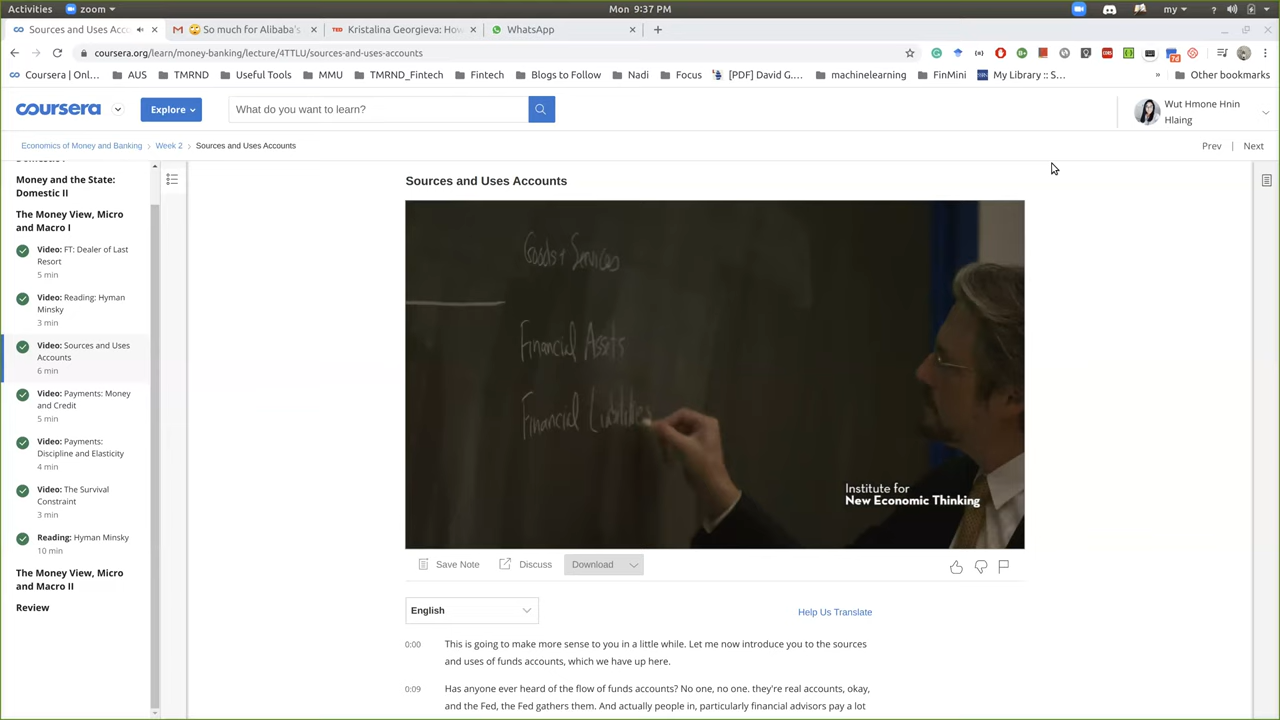 Activities
zoom
Mon 9:37 PM
my
Sources and Uses Acco
So much for Alibaba's
TED
Kristalina Georgieva: How
WhatsApp
coursera.org/learn/money-banking/lecture/4TTLU/sources-and-uses-accounts
7d
Coursera | Onl…
AUS
TMRND
Useful Tools
MMU
TMRND_Fintech
Fintech
Blogs to Follow
Nadi
Focus
[PDF] David G.…
machinelearning
FinMini
My Library :: S…
»
Other bookmarks
coursera
Explore
What do you want to learn?
Wut Hmone Hnin
Hlaing
Economics of Money and Banking
Week 2
Sources and Uses Accounts
Prev
Next
Money and the State:
Domestic II
The Money View, Micro
and Macro I
Video: FT: Dealer of Last
Resort
5 min
Video: Reading: Hyman
Minsky
3 min
Video: Sources and Uses
Accounts
6 min
Video: Payments: Money
and Credit
5 min
Video: Payments:
Discipline and Elasticity
4 min
Video: The Survival
Constraint
3 min
Reading: Hyman Minsky
10 min
The Money View, Micro
and Macro II
Review
Sources and Uses Accounts
Goods + Services
Financial Assets
Financial Liabilities
Institute for
New Economic Thinking
Save Note
Discuss
Download
English
Help Us Translate
0:00
This is going to make more sense to you in a little while. Let me now introduce you to the sources
and uses of funds accounts, which we have up here.
0:09
Has anyone ever heard of the flow of funds accounts? No one, no one. they're real accounts, okay,
and the Fed, the Fed gathers them. And actually people in, particularly financial advisors pay a lot